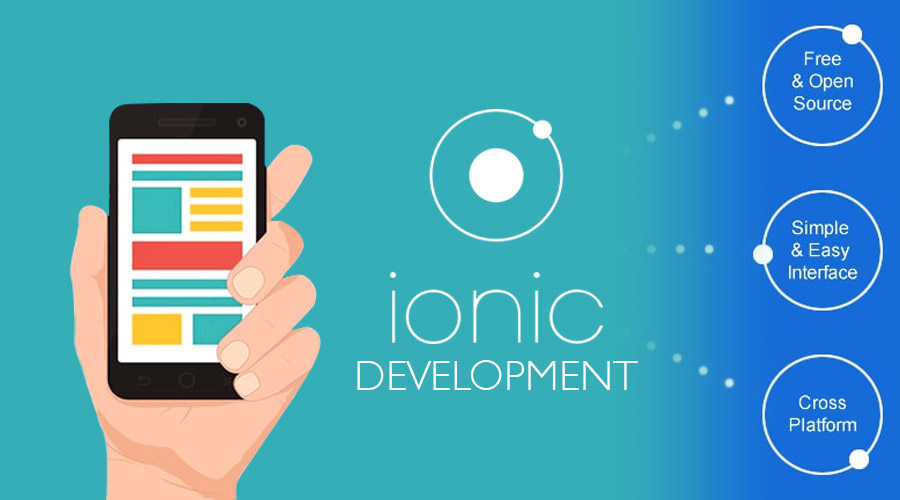 ionic
DEVELOPMENT
Free
& Open
Source
Simple
& Easy
Interface
Cross
Platform